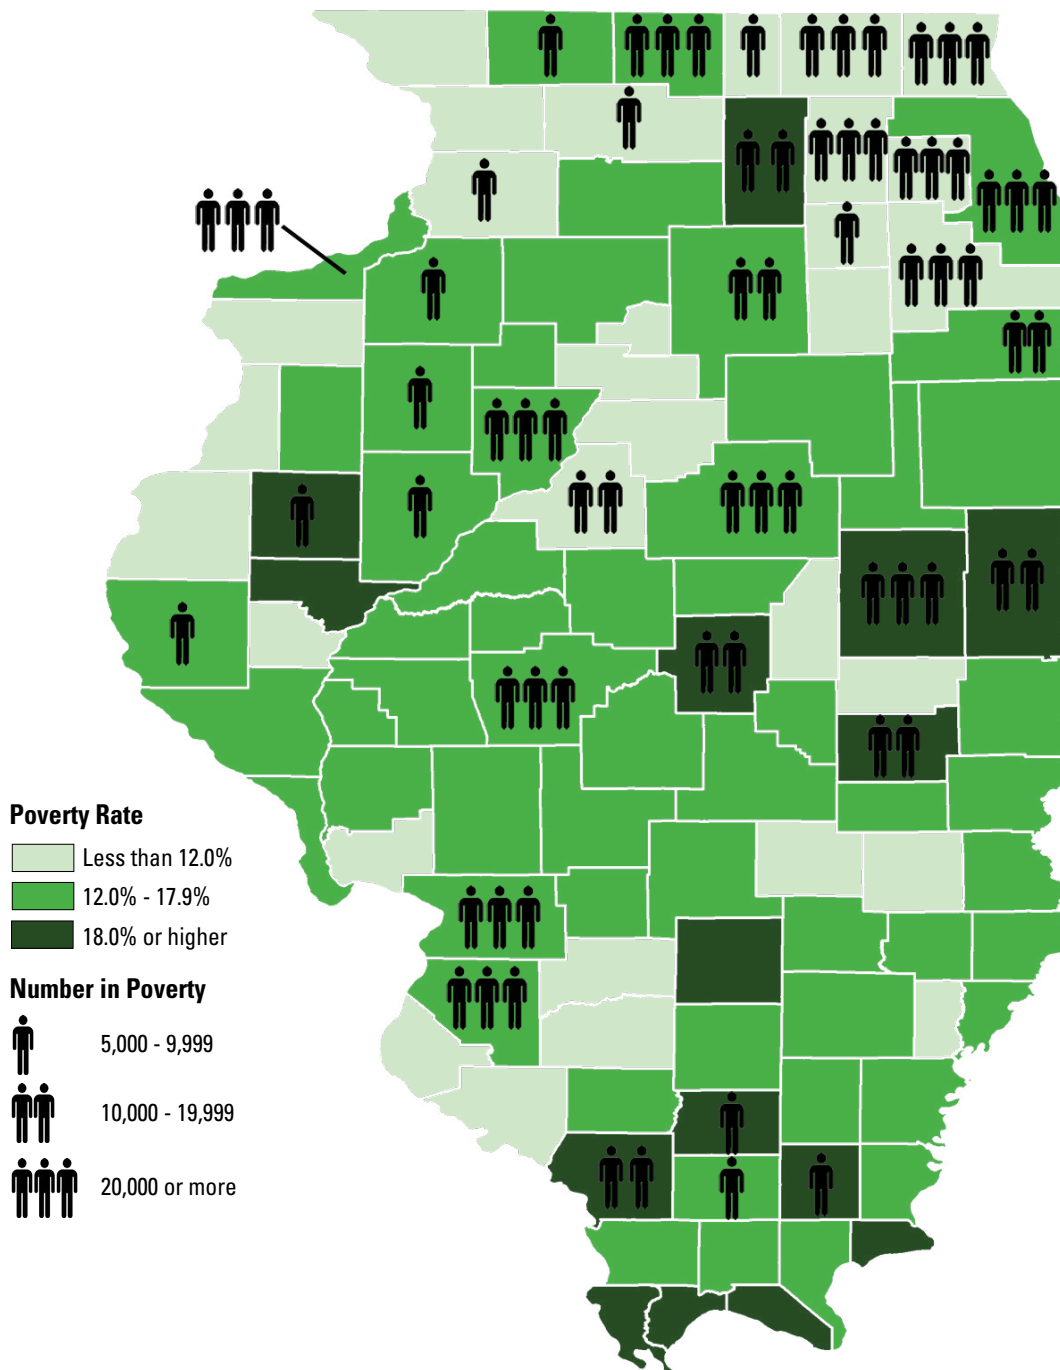 Poverty Rate
Less than 12.0%
12.0% - 17.9%
18.0% or higher
Number in Poverty
5,000 - 9,999
10,000 - 19,999
20,000 or more